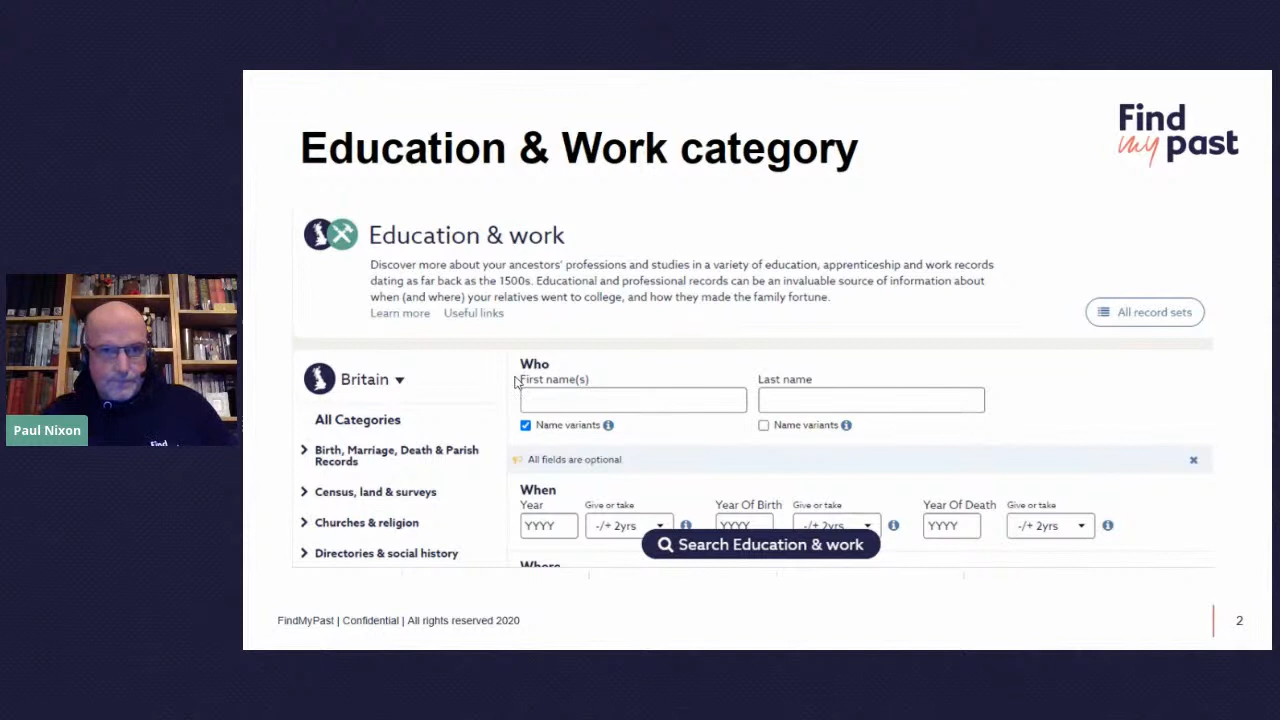 Education & Work category
Find
my past
Education & work
Discover more about your ancestors' professions and studies in a variety of education, apprenticeship and work records
dating as far back as the 1500s. Educational and professional records can be an invaluable source of information about
when (and where) your relatives went to college, and how they made the family fortune.
Learn more Useful links
All record sets
Britain
All Categories
Birth, Marriage, Death & Parish
Records
Census, land & surveys
Churches & religion
Directories & social history
Who
First name(s) Last name
Name variants Name variants
All fields are optional
When
Year Give or take Year Of Birth Give or take Year Of Death Give or take
YYYY -/+ 2yrs YYYY -/+ 2yrs YYYY -/+ 2yrs
Search Education & work
Where
Paul Nixon
Find
FindMyPast | Confidential | All rights reserved 2020
2